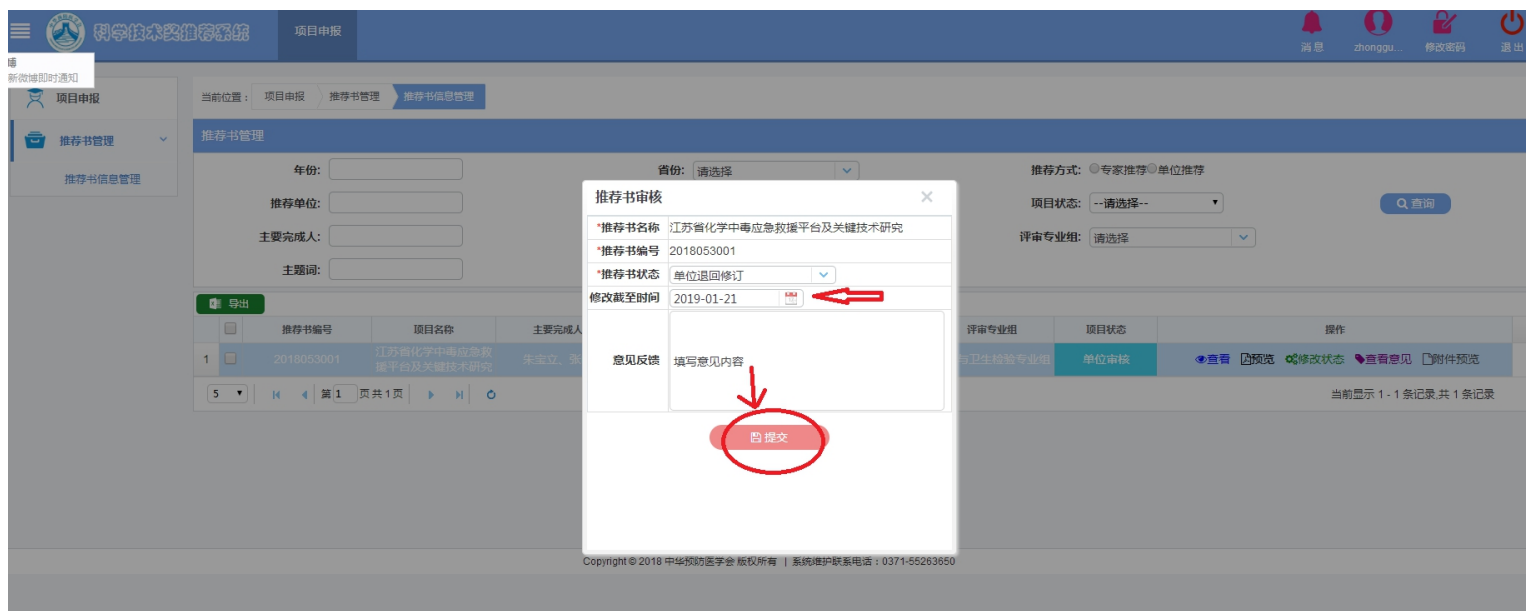 科学技术奖推荐系统
项目申报
消息
zhonggu...
修改密码
退出
博
新微博即时通知
项目申报
推荐书管理
推荐书信息管理
当前位置： 项目申报 推荐书管理 推荐书信息管理
推荐书管理
年份:
省份: 请选择
推荐方式: 专家推荐 单位推荐
推荐单位:
项目状态: --请选择--
查询
主要完成人:
评审专业组: 请选择
主题词:
导出
推荐书编号 项目名称 主要完成人 评审专业组 项目状态 操作
1 2018053001 江苏省化学中毒应急救援平台及关键技术研究 朱宝立、 与卫生检验专业组 单位审核 查看 预览 修改状态 查看意见 附件预览
5 第 1 页共1页
当前显示 1 - 1 条记录,共 1 条记录
推荐书审核
*推荐书名称 江苏省化学中毒应急救援平台及关键技术研究
*推荐书编号 2018053001
*推荐书状态 单位退回修订
修改截至时间 2019-01-21
意见反馈 填写意见内容
提交
Copyright © 2018 中华预防医学会 版权所有 | 系统维护联系电话：0371-55263650